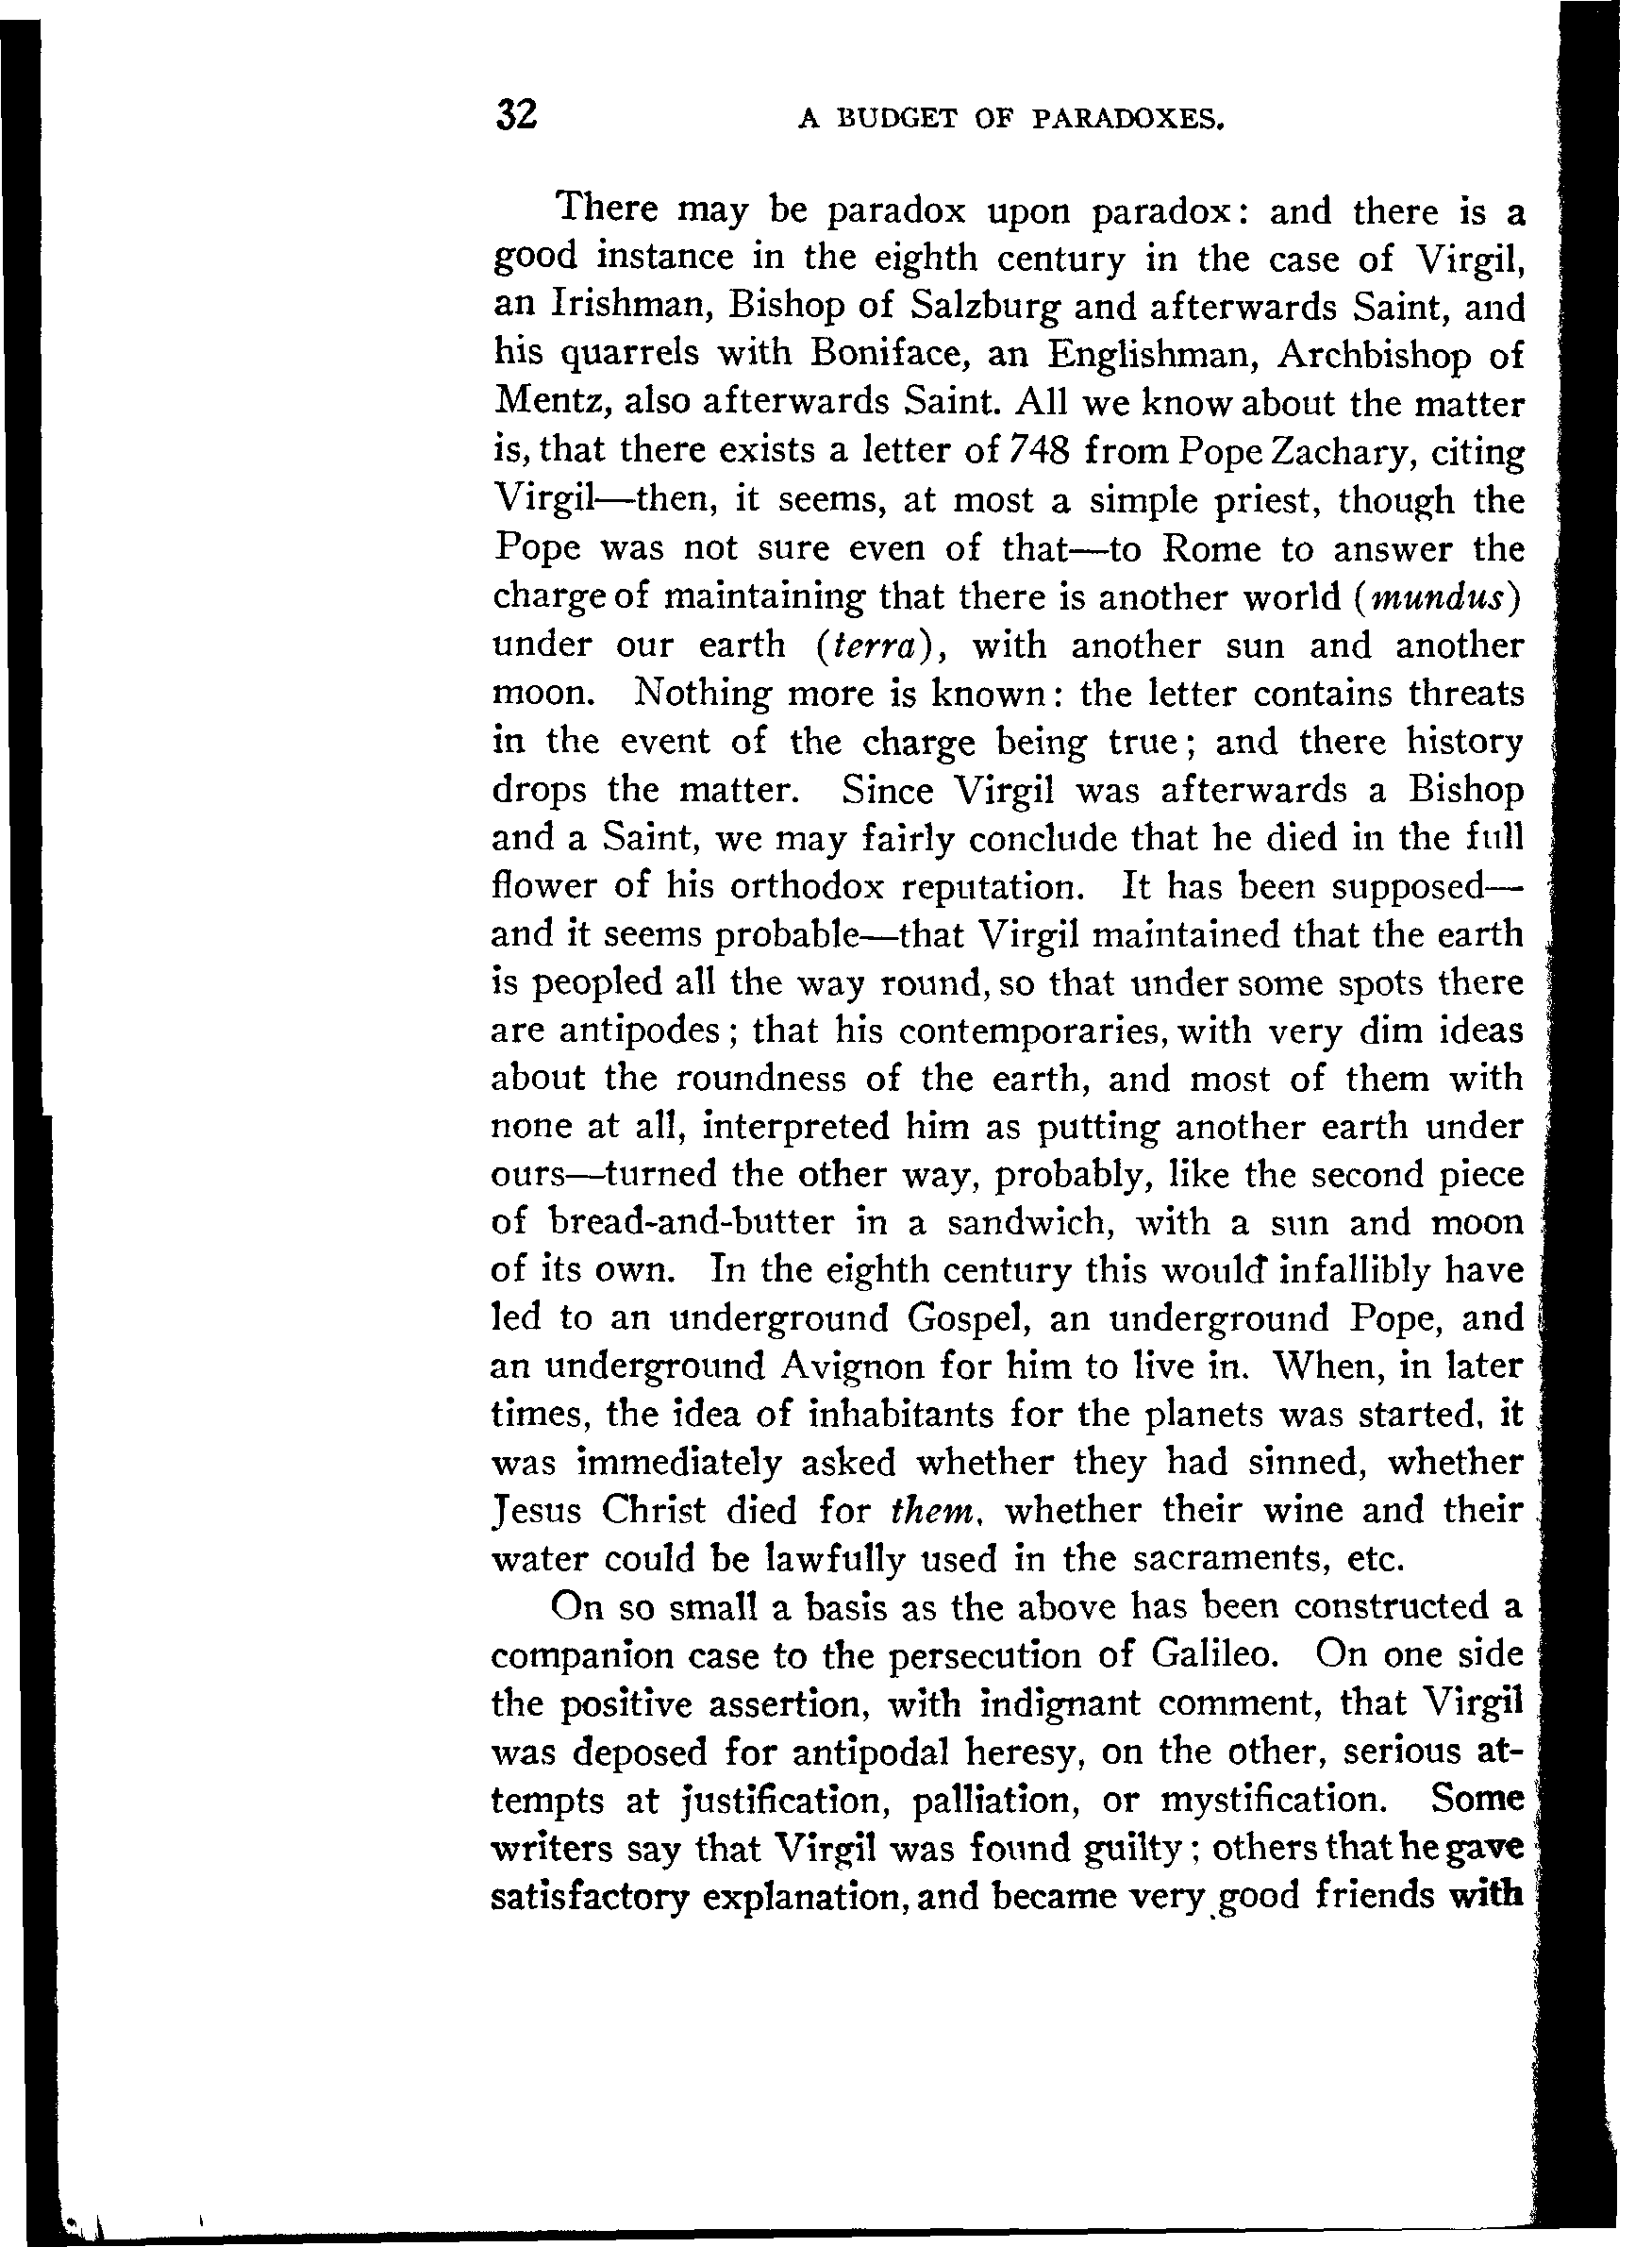 32 A BUDGET OF PARADOXES.
There may be paradox upon paradox: and there is a
good instance in the eighth century in the case of Virgil,
an Irishman, Bishop of Salzburg and afterwards Saint, and
his quarrels with Boniface, an Englishman, Archbishop of
Mentz, also afterwards Saint. All we know about the matter
is, that there exists a letter of 748 from Pope Zachary, citing
Virgil—then, it seems, at most a simple priest, though the
Pope was not sure even of that—to Rome to answer the
charge of maintaining that there is another world (mundus)
under our earth (terra), with another sun and another
moon. Nothing more is known: the letter contains threats
in the event of the charge being true; and there history
drops the matter. Since Virgil was afterwards a Bishop
and a Saint, we may fairly conclude that he died in the full
flower of his orthodox reputation. It has been supposed—
and it seems probable—that Virgil maintained that the earth
is peopled all the way round, so that under some spots there
are antipodes; that his contemporaries, with very dim ideas
about the roundness of the earth, and most of them with
none at all, interpreted him as putting another earth under
ours—turned the other way, probably, like the second piece
of bread-and-butter in a sandwich, with a sun and moon
of its own. In the eighth century this would infallibly have
led to an underground Gospel, an underground Pope, and
an underground Avignon for him to live in. When, in later
times, the idea of inhabitants for the planets was started, it
was immediately asked whether they had sinned, whether
Jesus Christ died for them, whether their wine and their
water could be lawfully used in the sacraments, etc.
On so small a basis as the above has been constructed a
companion case to the persecution of Galileo. On one side
the positive assertion, with indignant comment, that Virgil
was deposed for antipodal heresy, on the other, serious at-
tempts at justification, palliation, or mystification. Some
writers say that Virgil was found guilty; others that he gave
satisfactory explanation, and became very good friends with